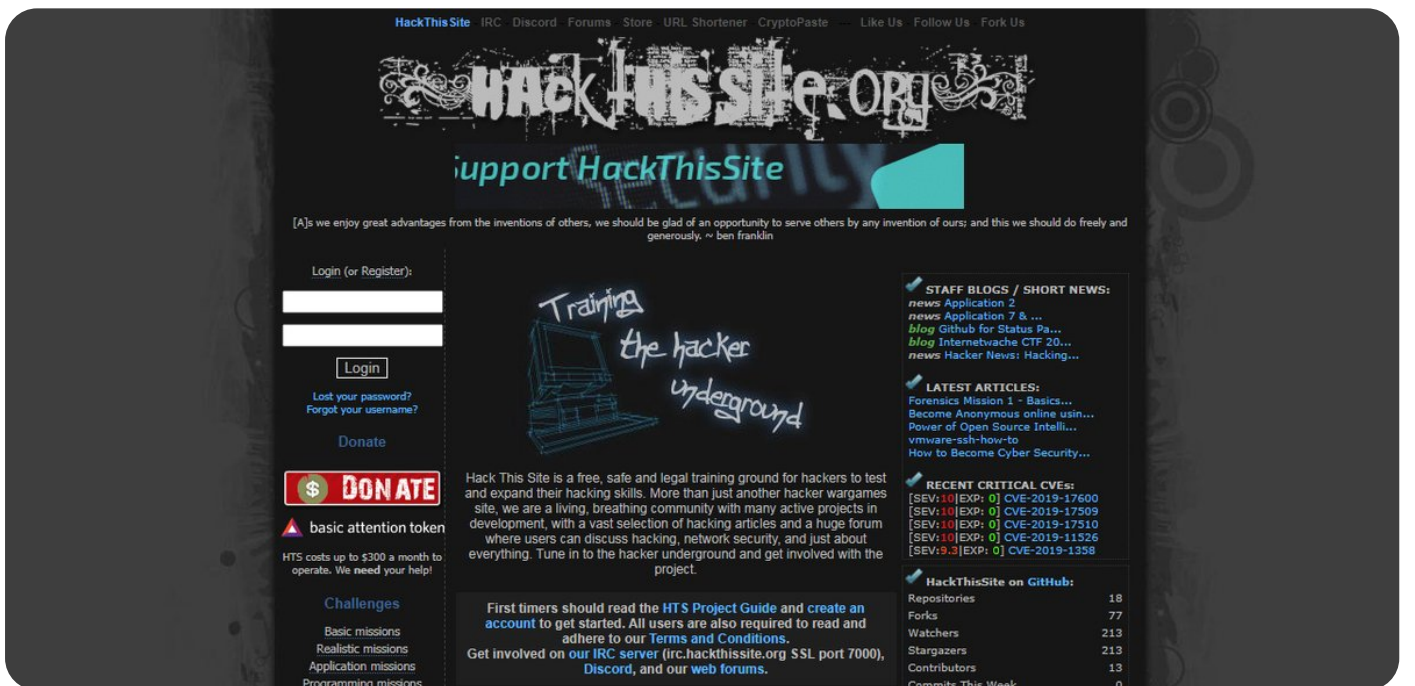 HackThisSite - IRC - Discord - Forums - Store - URL Shortener - CryptoPaste — Like Us - Follow Us - Fork Us
HackThisSite.ORG
Support HackThisSite
Security
[A]s we enjoy great advantages from the inventions of others, we should be glad of an opportunity to serve others by any invention of ours; and this we should do freely and
generously. ~ ben franklin
Login (or Register):
Login
Lost your password?
Forgot your username?
Donate
$ DONATE
basic attention token
HTS costs up to $300 a month to
operate. We need your help!
Challenges
Basic missions
Realistic missions
Application missions
Programming missions
Training
the hacker
underground
Hack This Site is a free, safe and legal training ground for hackers to test
and expand their hacking skills. More than just another hacker wargames
site, we are a living, breathing community with many active projects in
development, with a vast selection of hacking articles and a huge forum
where users can discuss hacking, network security, and just about
everything. Tune in to the hacker underground and get involved with the
project.
First timers should read the HTS Project Guide and create an
account to get started. All users are also required to read and
adhere to our Terms and Conditions.
Get involved on our IRC server (irc.hackthissite.org SSL port 7000),
Discord, and our web forums.
STAFF BLOGS / SHORT NEWS:
news Application 2
news Application 7 & ...
blog Github for Status Pa...
blog Internetwache CTF 20...
news Hacker News: Hacking...
LATEST ARTICLES:
Forensics Mission 1 - Basics...
Become Anonymous online usin...
Power of Open Source Intelli...
vmware-ssh-how-to
How to Become Cyber Security...
RECENT CRITICAL CVEs:
[SEV:10|EXP: 0] CVE-2019-17600
[SEV:10|EXP: 0] CVE-2019-17509
[SEV:10|EXP: 0] CVE-2019-17510
[SEV:10|EXP: 0] CVE-2019-11526
[SEV:9.3|EXP: 0] CVE-2019-1358
HackThisSite on GitHub:
Repositories 18
Forks 77
Watchers 213
Stargazers 213
Contributors 13
Commits This Week 0